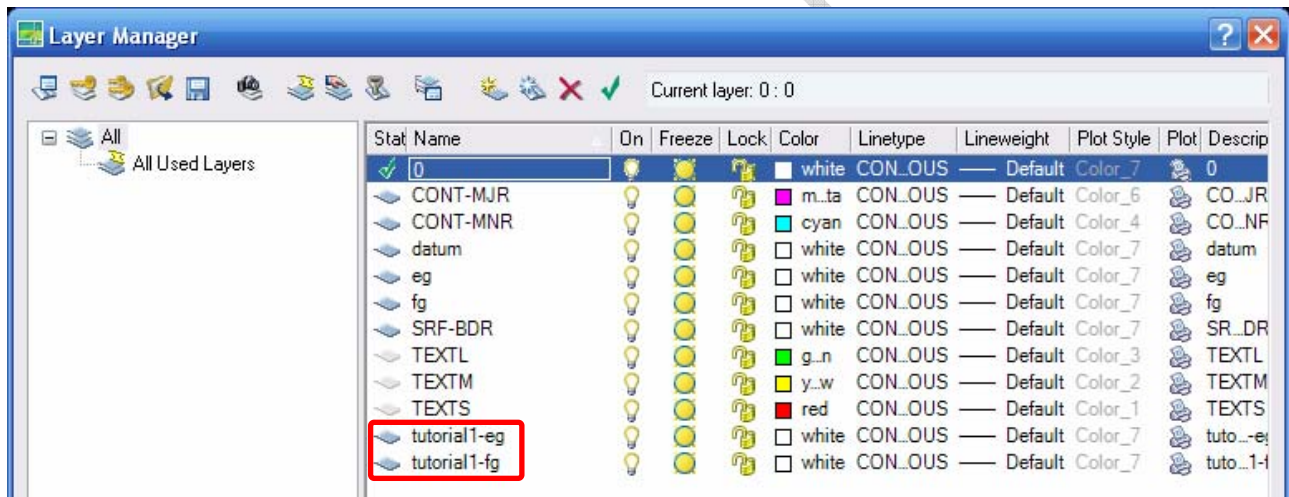 Layer Manager
Current layer: 0 : 0
All
All Used Layers
Stat Name On Freeze Lock Color Linetype Lineweight Plot Style Plot Descrip
0 white CON...OUS Default Color_7 0
CONT-MJR m...ta CON...OUS Default Color_6 CO...JR
CONT-MNR cyan CON...OUS Default Color_4 CO...NR
datum white CON...OUS Default Color_7 datum
eg white CON...OUS Default Color_7 eg
fg white CON...OUS Default Color_7 fg
SRF-BDR white CON...OUS Default Color_7 SR...DR
TEXTL g...n CON...OUS Default Color_3 TEXTL
TEXTM y...w CON...OUS Default Color_2 TEXTM
TEXTS red CON...OUS Default Color_1 TEXTS
tutorial1-eg white CON...OUS Default Color_7 tuto...-eg
tutorial1-fg white CON...OUS Default Color_7 tuto...1-f